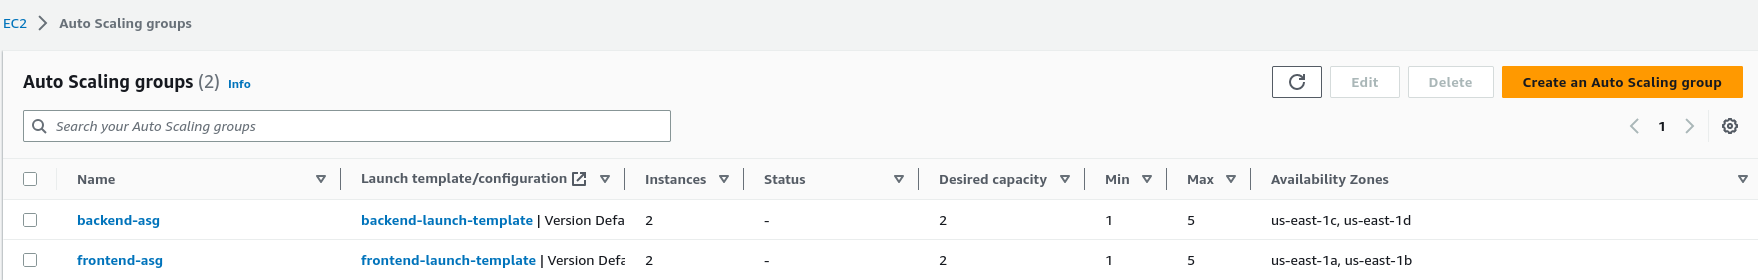 EC2 Auto Scaling groups
Auto Scaling groups (2) Info
Edit Delete Create an Auto Scaling group
Search your Auto Scaling groups
1
Name Launch template/configuration Instances Status Desired capacity Min Max Availability Zones
backend-asg backend-launch-template | Version Defa 2 - 2 1 5 us-east-1c, us-east-1d
frontend-asg frontend-launch-template | Version Defa 2 - 2 1 5 us-east-1a, us-east-1b